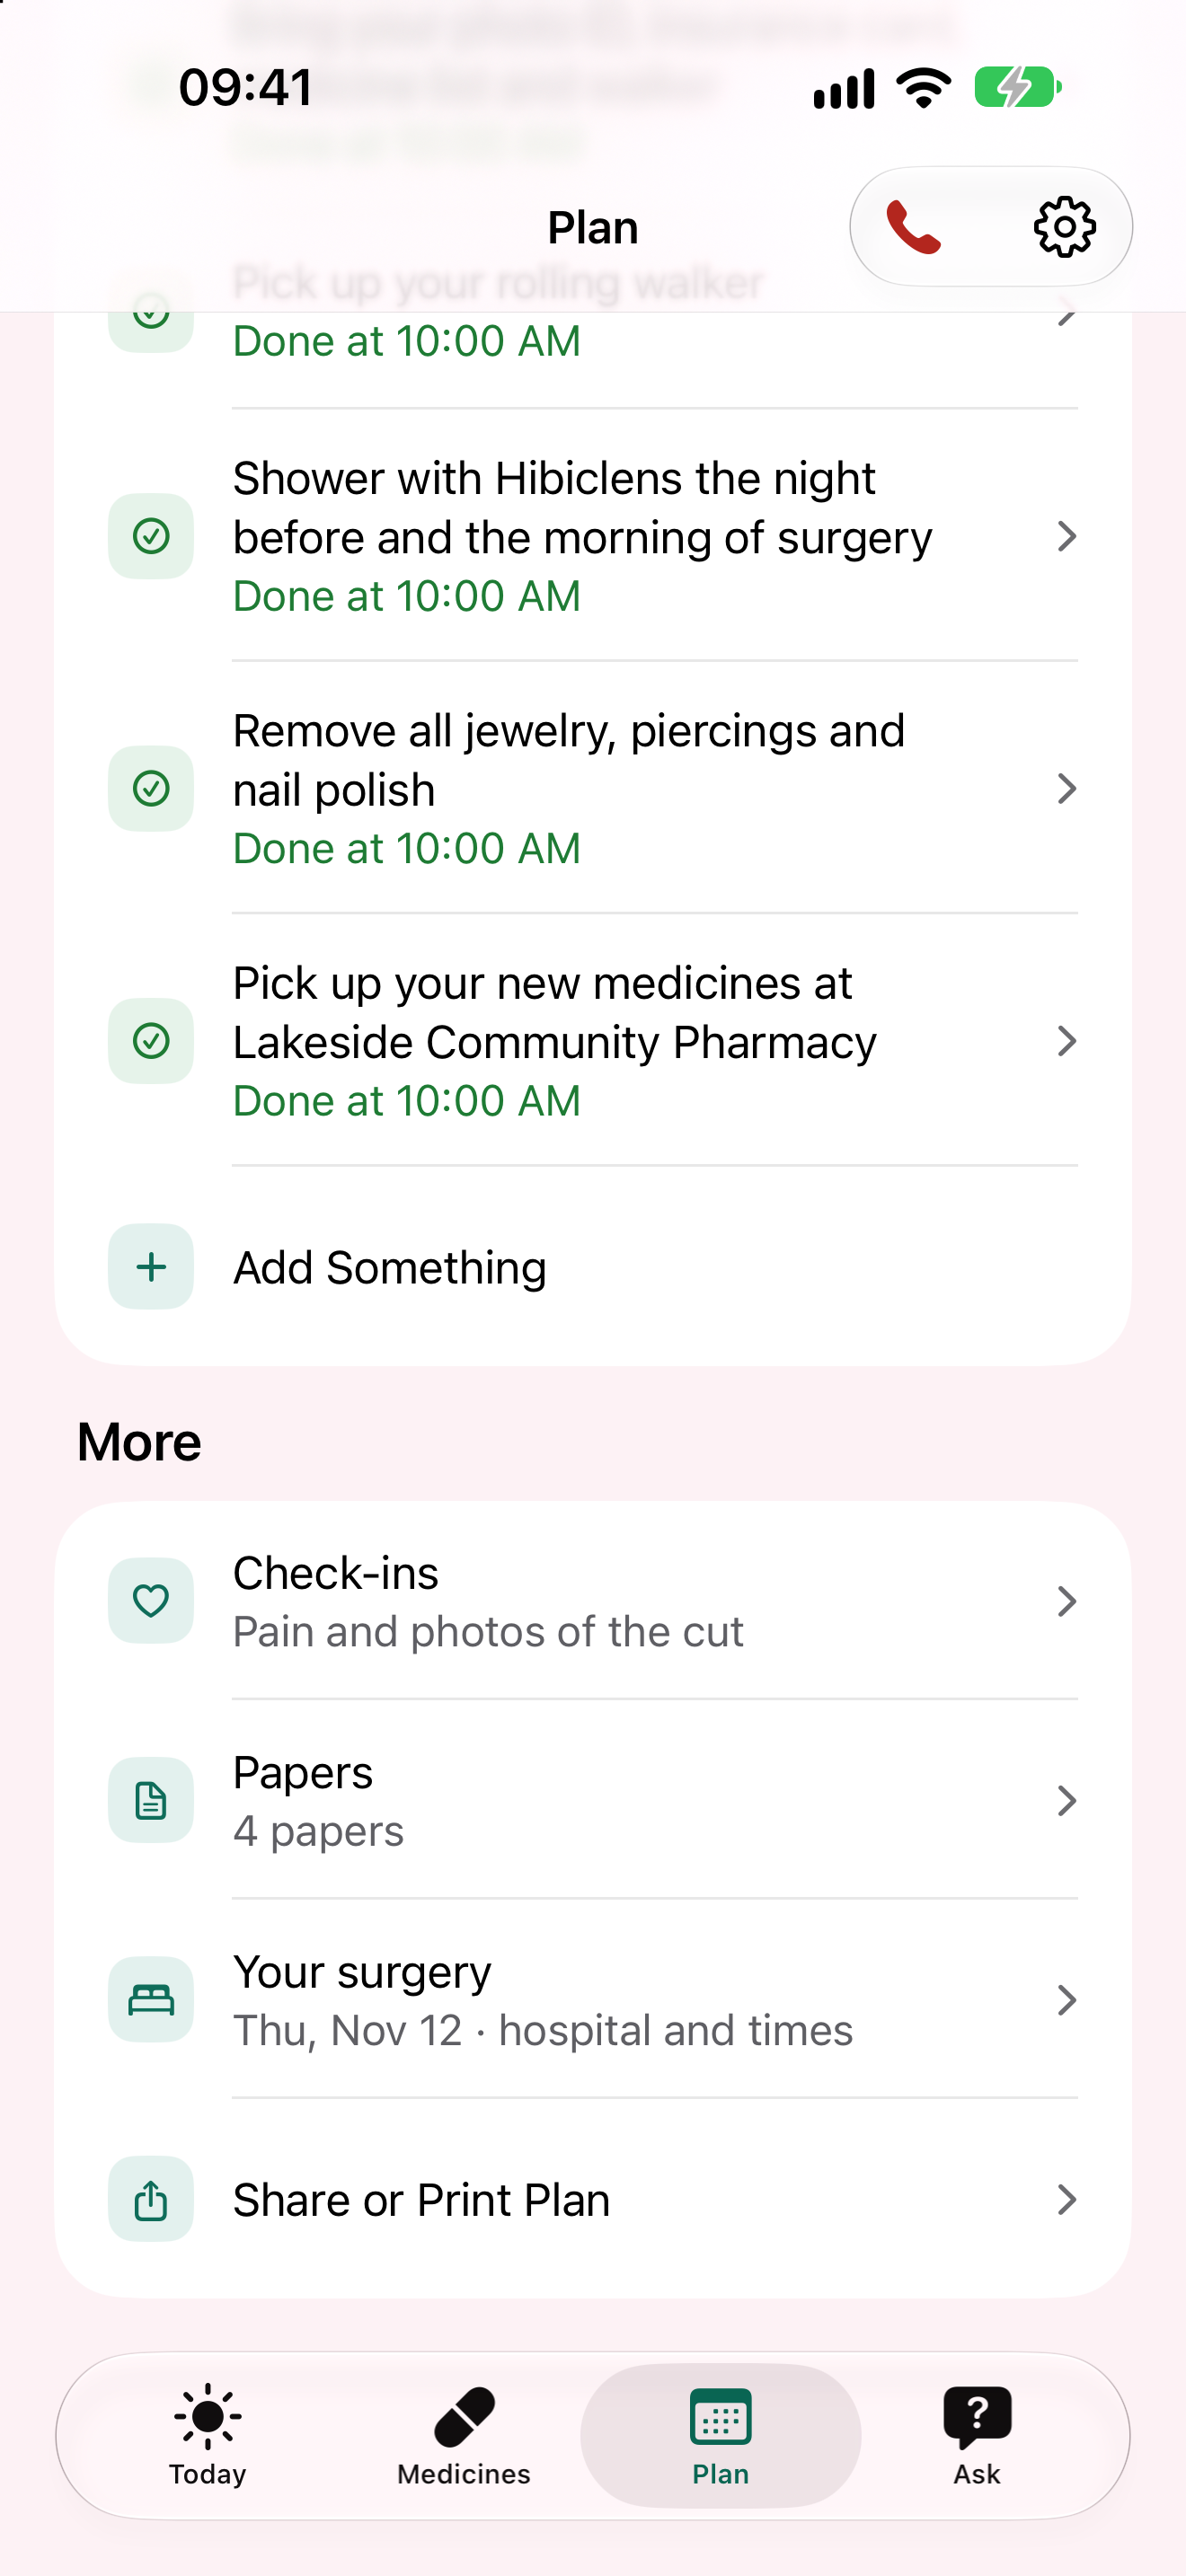 09:41
Plan
Pick up your rolling walker
Done at 10:00 AM
Shower with Hibiclens the night
before and the morning of surgery
Done at 10:00 AM
Remove all jewelry, piercings and
nail polish
Done at 10:00 AM
Pick up your new medicines at
Lakeside Community Pharmacy
Done at 10:00 AM
Add Something
More
Check-ins
Pain and photos of the cut
Papers
4 papers
Your surgery
Thu, Nov 12 · hospital and times
Share or Print Plan
Today
Medicines
Plan
Ask